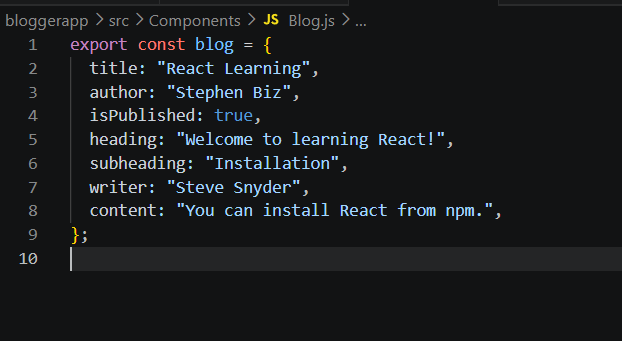 bloggerapp > src > Components > JS Blog.js > ...
1 export const blog = {
2 title: "React Learning",
3 author: "Stephen Biz",
4 isPublished: true,
5 heading: "Welcome to learning React!",
6 subheading: "Installation",
7 writer: "Steve Snyder",
8 content: "You can install React from npm.",
9 };
10